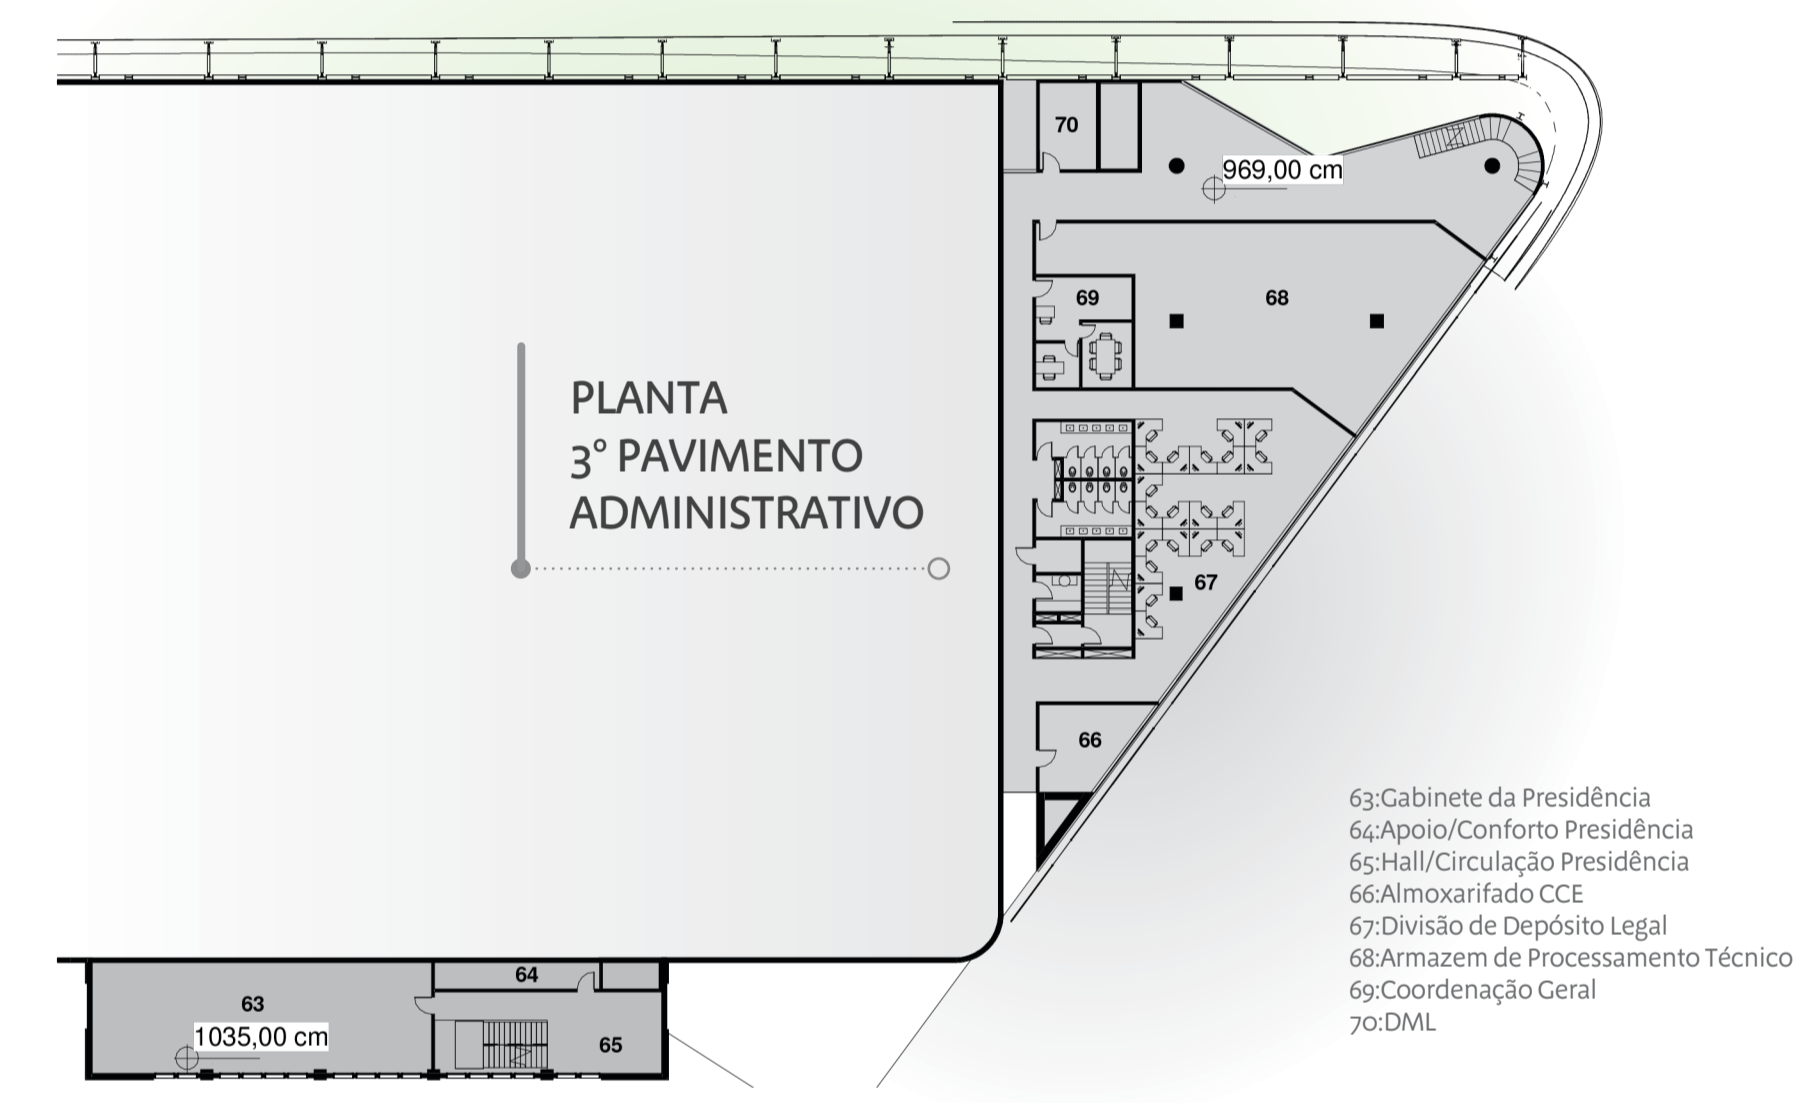 70
969,00 cm
69
68
PLANTA
3° PAVIMENTO
ADMINISTRATIVO
67
66
63:Gabinete da Presidência
64:Apoio/Conforto Presidência
65:Hall/Circulação Presidência
66:Almoxarifado CCE
67:Divisão de Depósito Legal
68:Armazem de Processamento Técnico
69:Coordenação Geral
70:DML
64
63
1035,00 cm
65